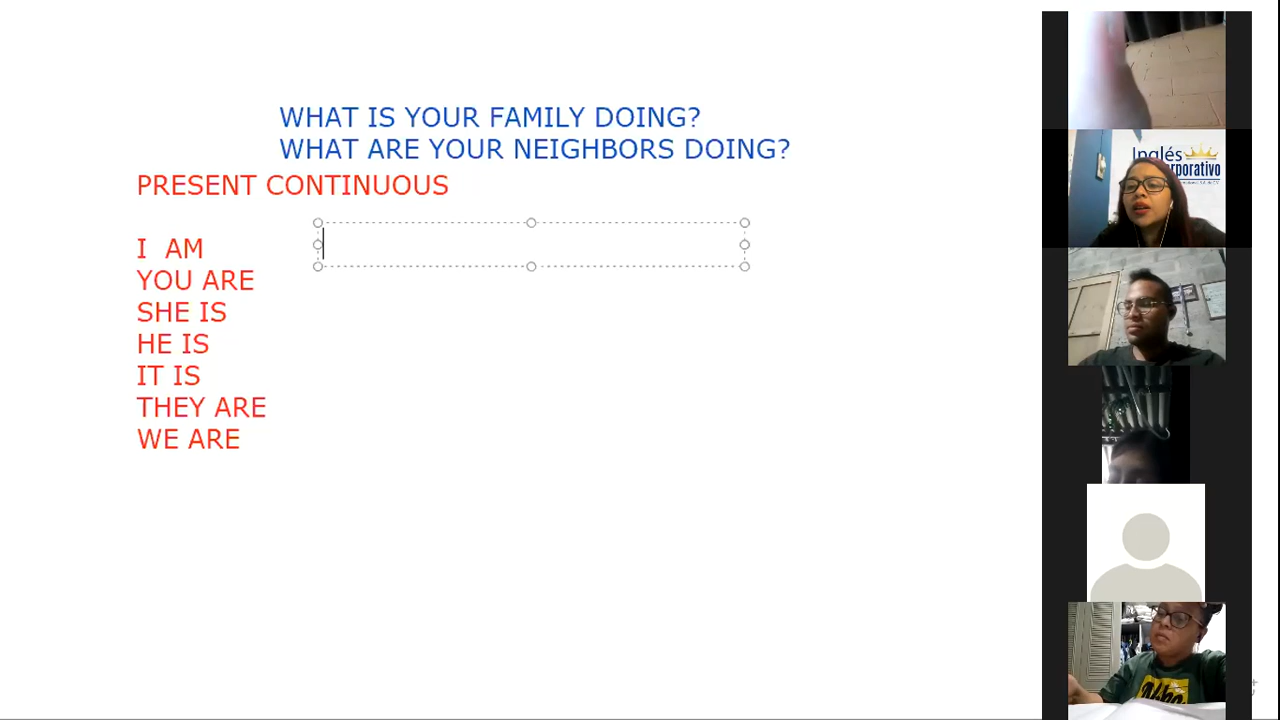 WHAT IS YOUR FAMILY DOING?
WHAT ARE YOUR NEIGHBORS DOING?
PRESENT CONTINUOUS
I AM
YOU ARE
SHE IS
HE IS
IT IS
THEY ARE
WE ARE
Inglés
orporativo